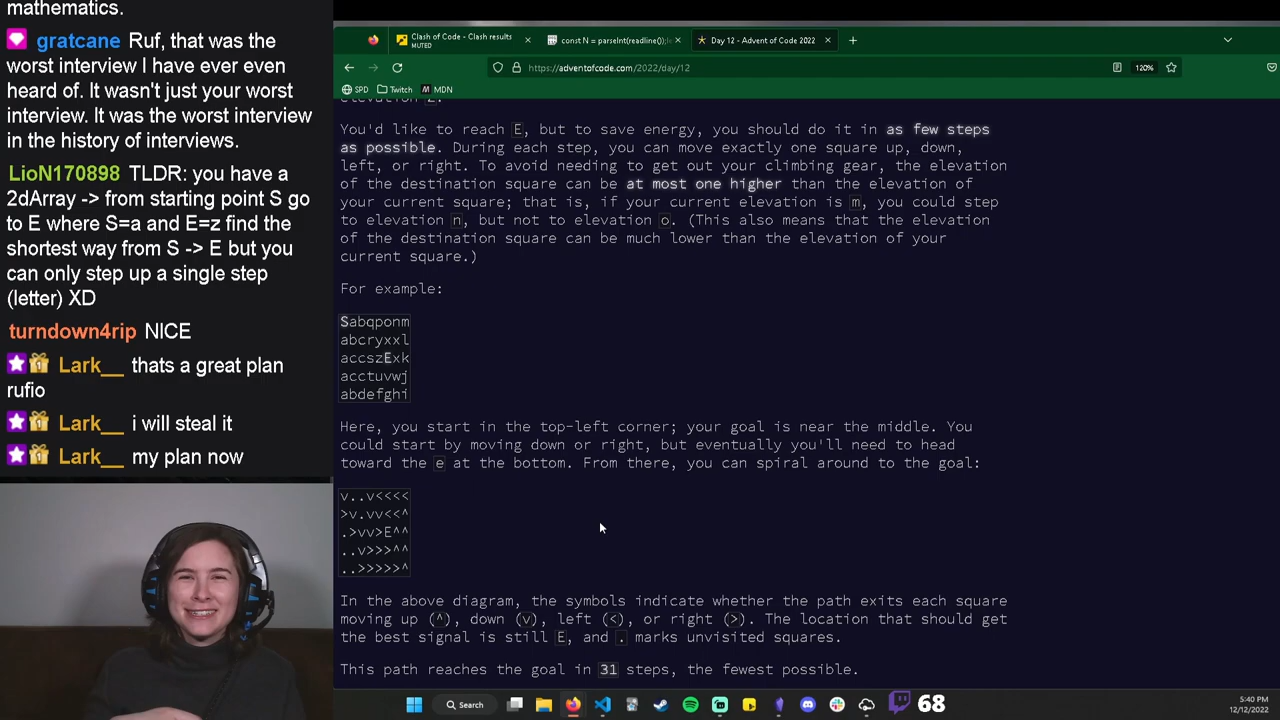 mathematics.
gratcane Ruf, that was the
worst interview I have ever even
heard of. It wasn't just your worst
interview. It was the worst interview
in the history of interviews.
LioN170898 TLDR: you have a
2dArray -> from starting point S go
to E where S=a and E=z find the
shortest way from S -> E but you
can only step up a single step
(letter) XD
turndown4rip NICE
1 Lark__ thats a great plan
rufio
1 Lark__ i will steal it
1 Lark__ my plan now
Clash of Code - Clash results
MUTED
const N = parseInt(readline());
Day 12 - Advent of Code 2022
https://adventofcode.com/2022/day/12
120%
SPD Twitch MDN
elevation z.
You'd like to reach E, but to save energy, you should do it in as few steps
as possible. During each step, you can move exactly one square up, down,
left, or right. To avoid needing to get out your climbing gear, the elevation
of the destination square can be at most one higher than the elevation of
your current square; that is, if your current elevation is m, you could step
to elevation n, but not to elevation o. (This also means that the elevation
of the destination square can be much lower than the elevation of your
current square.)
For example:
Sabqponm
abcryxxl
accszExk
acctuvwj
abdefghi
Here, you start in the top-left corner; your goal is near the middle. You
could start by moving down or right, but eventually you'll need to head
toward the e at the bottom. From there, you can spiral around to the goal:
v..v<<<<
>v.vv<<^
.>vv>E^^
..v>>>^^
..>>>>>^
In the above diagram, the symbols indicate whether the path exits each square
moving up (^), down (v), left (<), or right (>). The location that should get
the best signal is still E, and . marks unvisited squares.
This path reaches the goal in 31 steps, the fewest possible.
Search
68
5:40 PM
12/12/2022